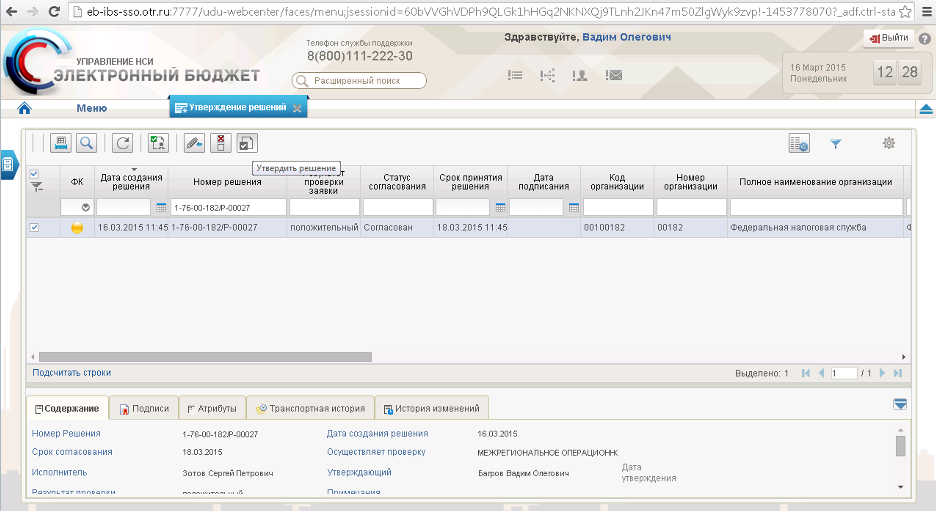 eb-ibs-sso.otr.ru:7777/udu-webcenter/faces/menu;jsessionid=60bVVGhVDPh9QLGk1hHGq2NKNXQj9TLnh2JKn47m50ZlgWyk9zvp!-1453778070?_adf.ctrl-sta
УПРАВЛЕНИЕ НСИ
ЭЛЕКТРОННЫЙ БЮДЖЕТ
Телефон службы поддержки
8(800)111-222-30
Расширенный поиск
Здравствуйте, Вадим Олегович
Выйти
16 Март 2015
Понедельник
12 28
Меню
Утверждение решений
Утвердить решение
ФК
Дата создания решения
Номер решения
проверки заявки
Статус согласования
Срок принятия решения
Дата подписания
Код организации
Номер организации
Полное наименование организации
1-76-00-182/Р-00027
16.03.2015 11:45 1-76-00-182/Р-00027 положительный Согласован 18.03.2015 11:45 00100182 00182 Федеральная налоговая служба
Подсчитать строки
Выделено: 1
1 / 1
Содержание Подписи Атрибуты Транспортная история История изменений
Номер Решения 1-76-00-182/Р-00027 Дата создания решения 16.03.2015
Срок согласования 18.03.2015 Осуществляет проверку МЕЖРЕГИОНАЛЬНОЕ ОПЕРАЦИОНН
Исполнитель Зотов Сергей Петрович Утверждающий Багров Вадим Олегович Дата утверждения
Результат проверки положительный Примечания